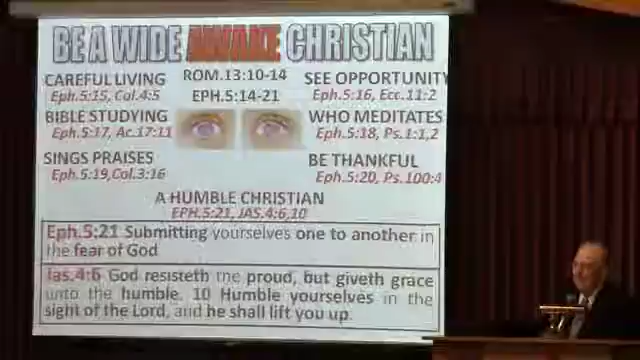 BE A WIDE AWAKE CHRISTIAN
CAREFUL LIVING
Eph.5:15, Col.4:5
ROM.13:10-14
EPH.5:14-21
SEE OPPORTUNITY
Eph.5:16, Ecc.11:2
BIBLE STUDYING
Eph.5:17, Ac.17:11
WHO MEDITATES
Eph.5:18, Ps.1:1,2
SINGS PRAISES
Eph.5:19,Col.3:16
BE THANKFUL
Eph.5:20, Ps.100:4
A HUMBLE CHRISTIAN
EPH.5:21, JAS.4:6,10
Eph.5:21 Submitting yourselves one to another in
the fear of God
Jas.4:6 God resisteth the proud, but giveth grace
unto the humble. 10 Humble yourselves in the
sight of the Lord, and he shall lift you up.